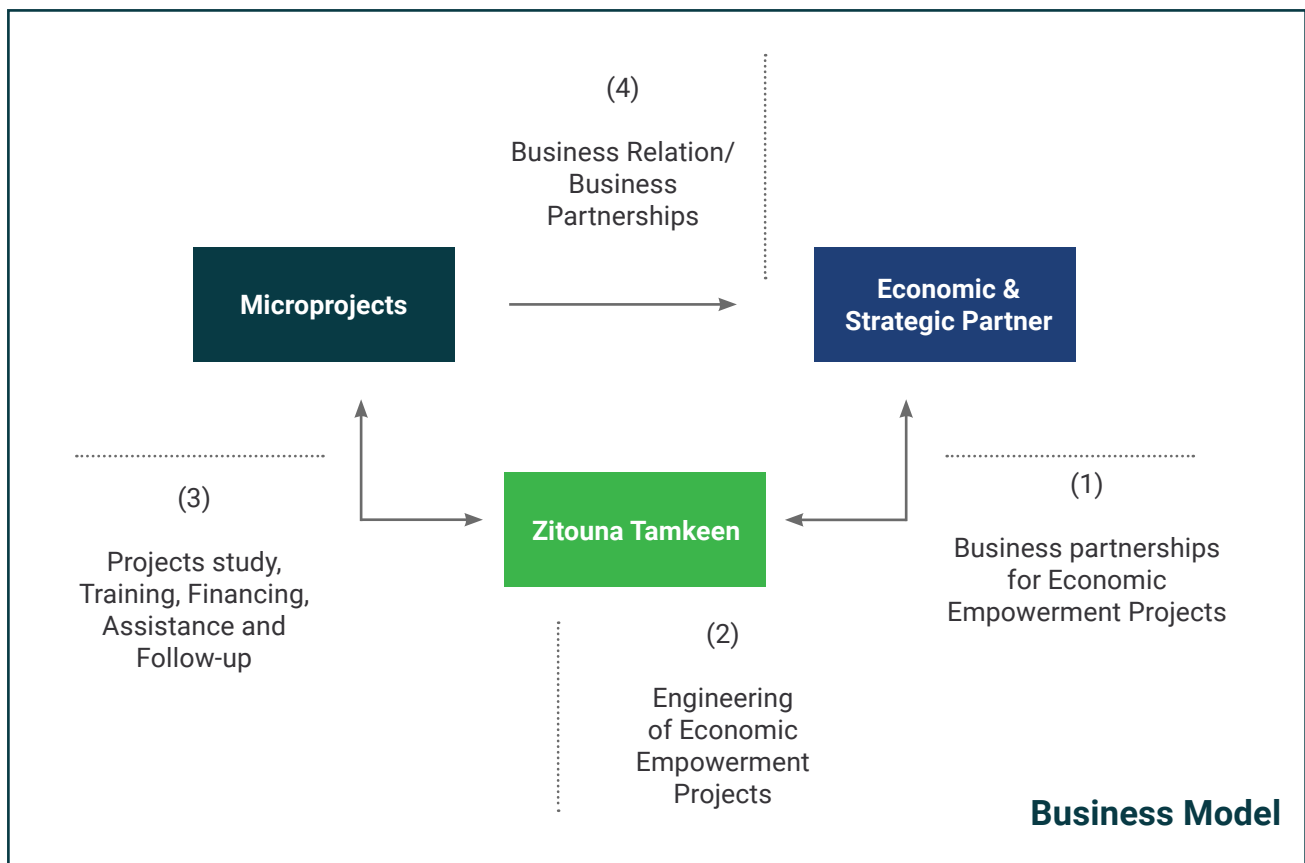 (4)
Business Relation/
Business
Partnerships
Microprojects
Economic &
Strategic Partner
(3)
Projects study,
Training, Financing,
Assistance and
Follow-up
Zitouna Tamkeen
(1)
Business partnerships
for Economic
Empowerment Projects
(2)
Engineering
of Economic
Empowerment
Projects
Business Model